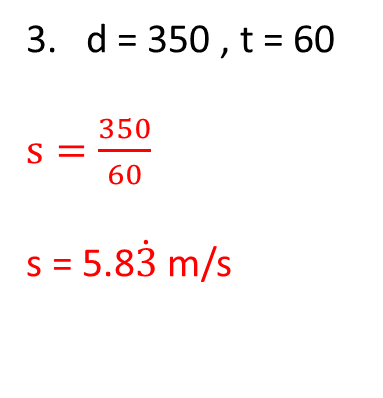 3. d = 350 , t = 60
s = 350/60
s = 5.83̇ m/s